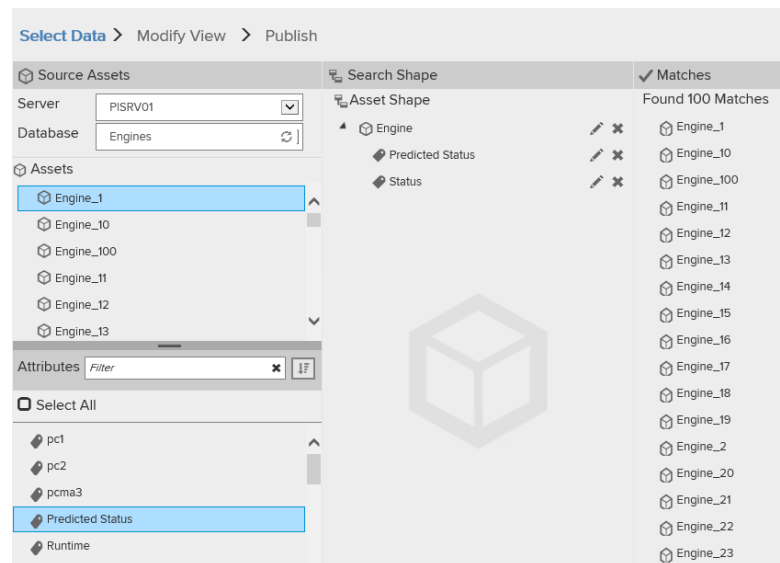 Select Data > Modify View > Publish
Source Assets
Server PISRV01
Database Engines
Assets
Engine_1
Engine_10
Engine_100
Engine_11
Engine_12
Engine_13
Attributes Filter
Select All
pc1
pc2
pcma3
Predicted Status
Runtime
Search Shape
Asset Shape
Engine
Predicted Status
Status
Matches
Found 100 Matches
Engine_1
Engine_10
Engine_100
Engine_11
Engine_12
Engine_13
Engine_14
Engine_15
Engine_16
Engine_17
Engine_18
Engine_19
Engine_2
Engine_20
Engine_21
Engine_22
Engine_23